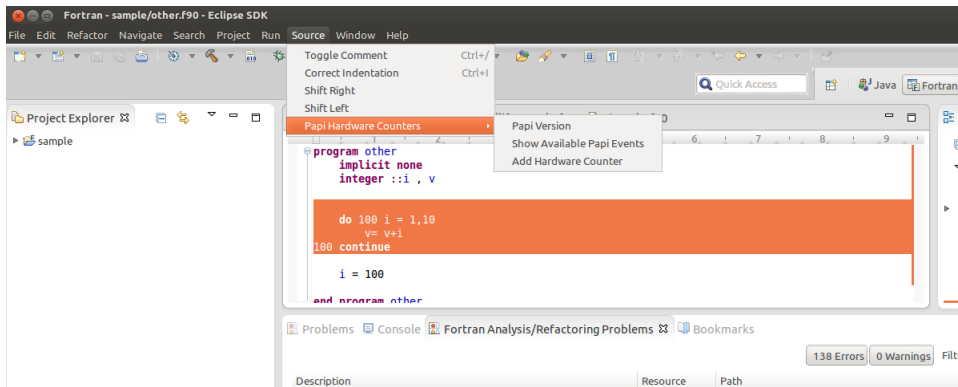 Fortran - sample/other.f90 - Eclipse SDK
File Edit Refactor Navigate Search Project Run Source Window Help
Toggle Comment Ctrl+/
Correct Indentation Ctrl+I
Shift Right
Shift Left
Papi Hardware Counters
Papi Version
Show Available Papi Events
Add Hardware Counter
Quick Access
Java
Fortran
Project Explorer
sample
program other
implicit none
integer ::i , v
do 100 i = 1,10
v= v+i
100 continue
i = 100
end program other
Problems Console Fortran Analysis/Refactoring Problems Bookmarks
138 Errors 0 Warnings Filt
Description Resource Path